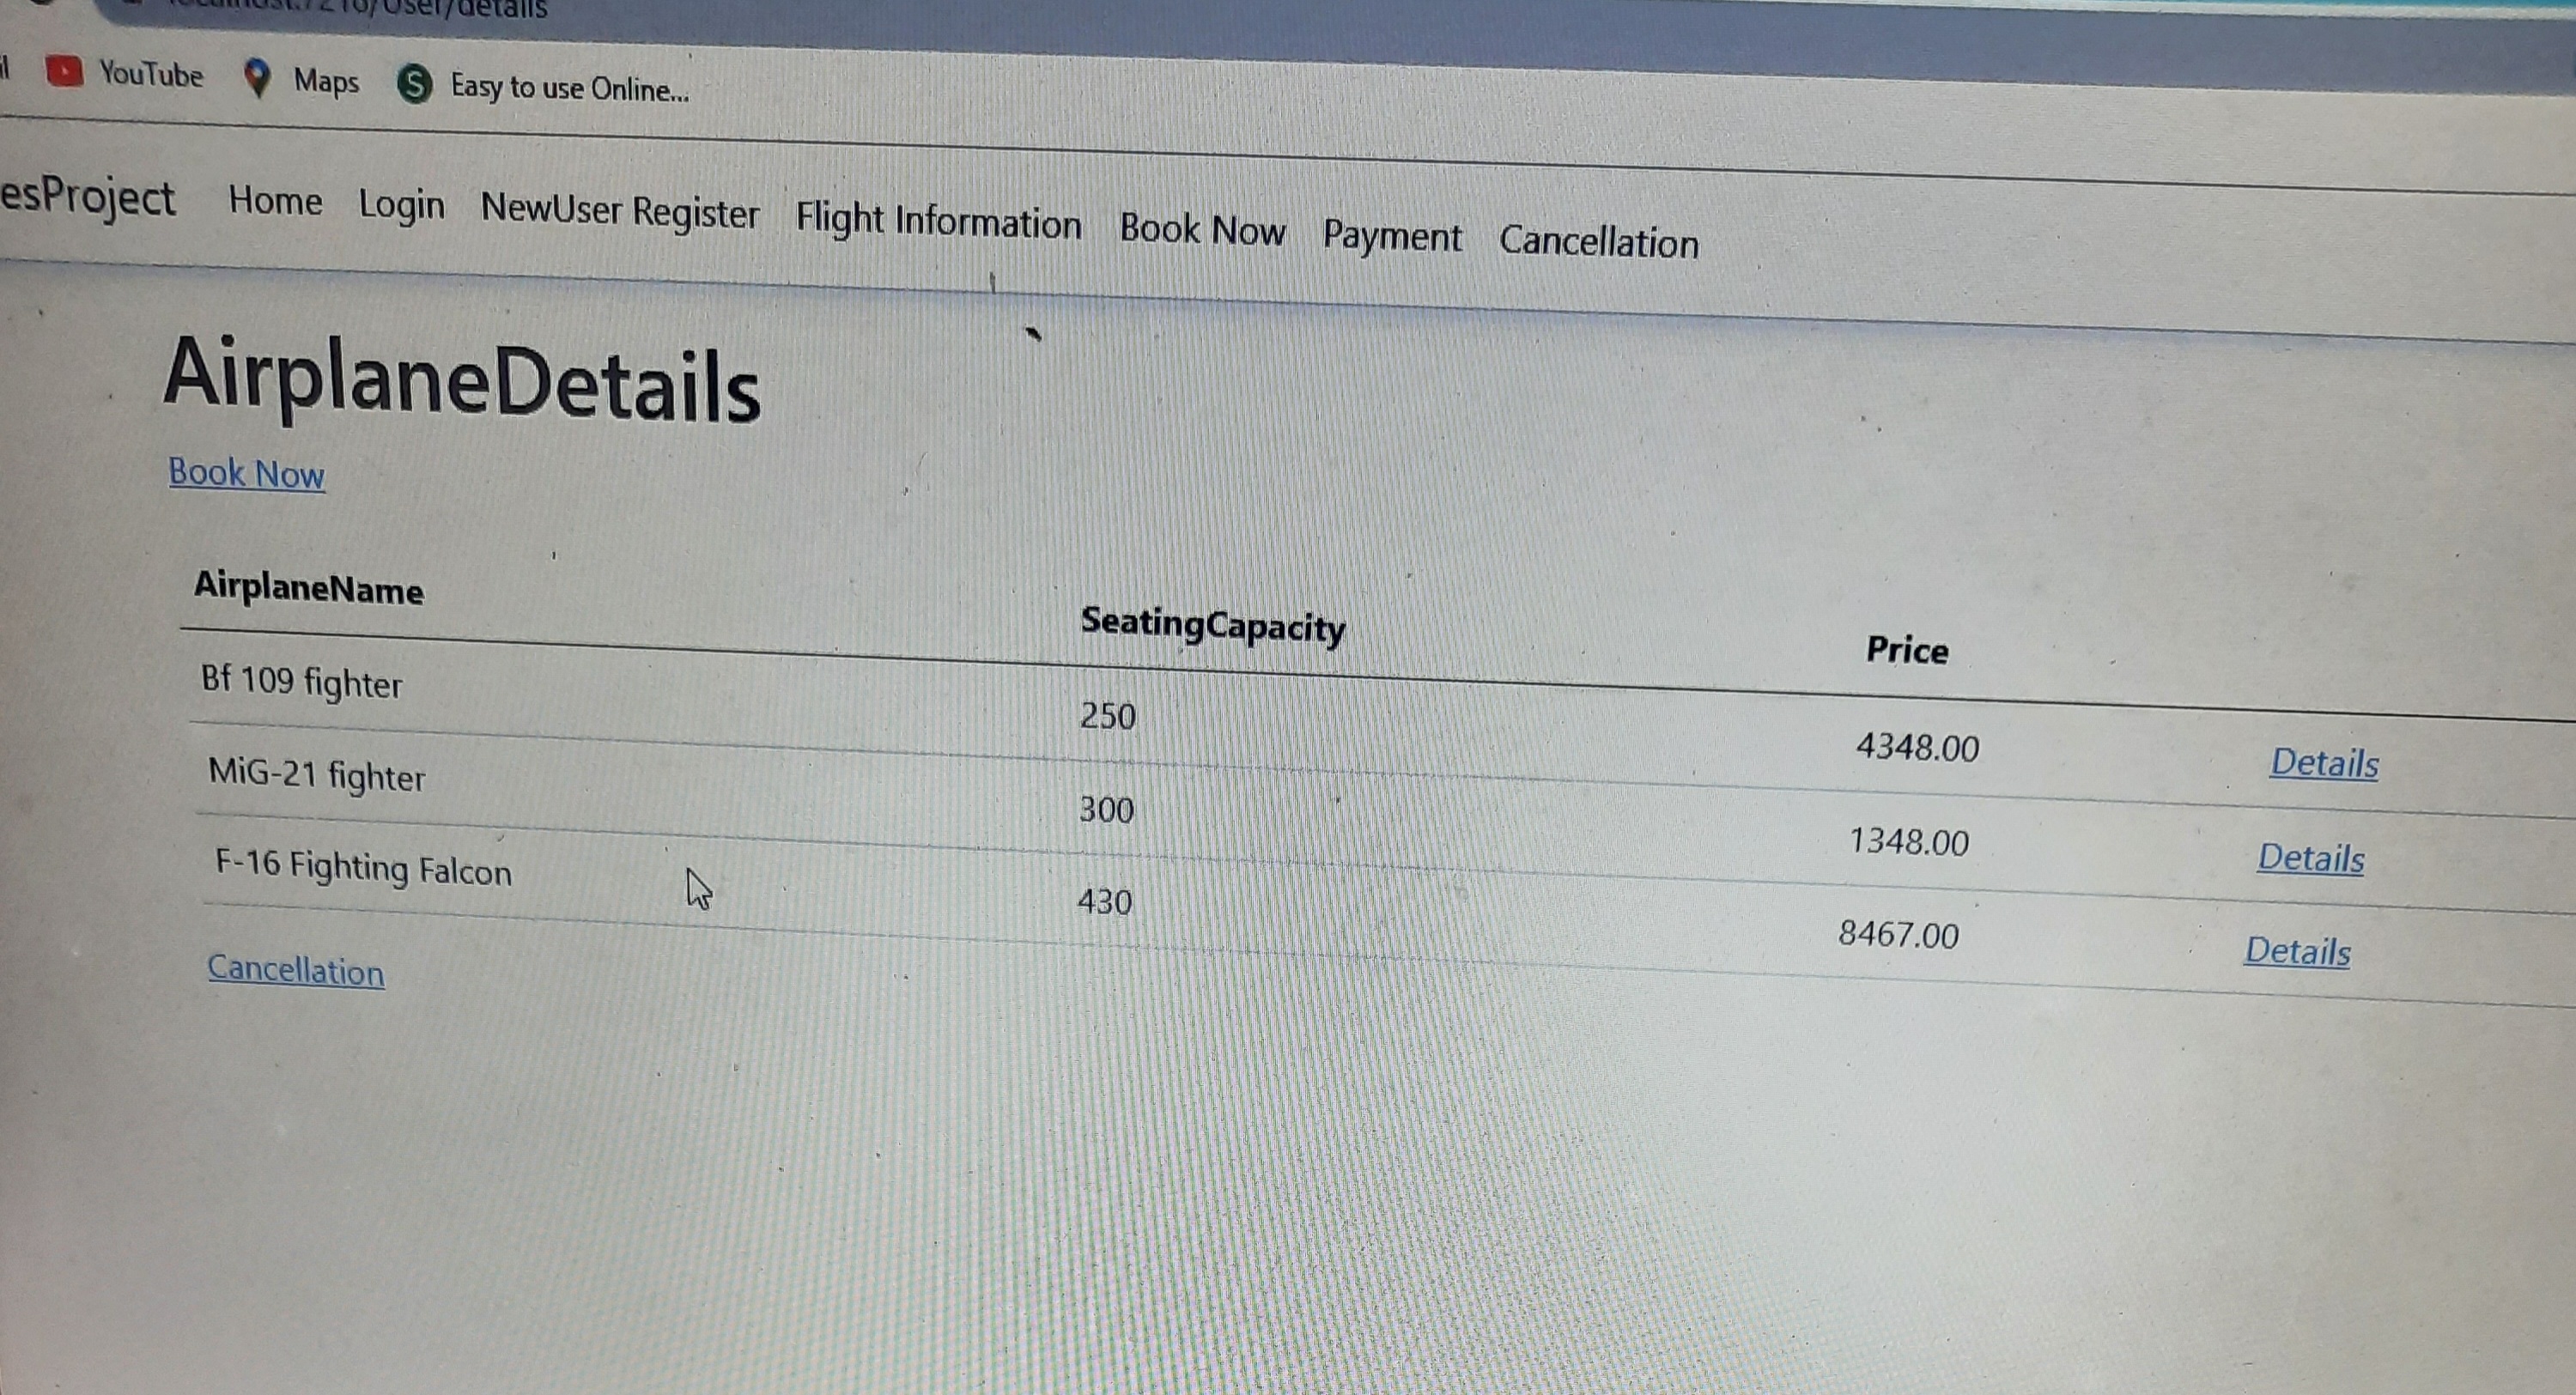 /User/details
YouTube Maps S Easy to use Online...
esProject Home Login NewUser Register Flight Information Book Now Payment Cancellation
AirplaneDetails
Book Now
AirplaneName SeatingCapacity Price
Bf 109 fighter 250 4348.00 Details
MiG-21 fighter 300 1348.00 Details
F-16 Fighting Falcon 430 8467.00 Details
Cancellation